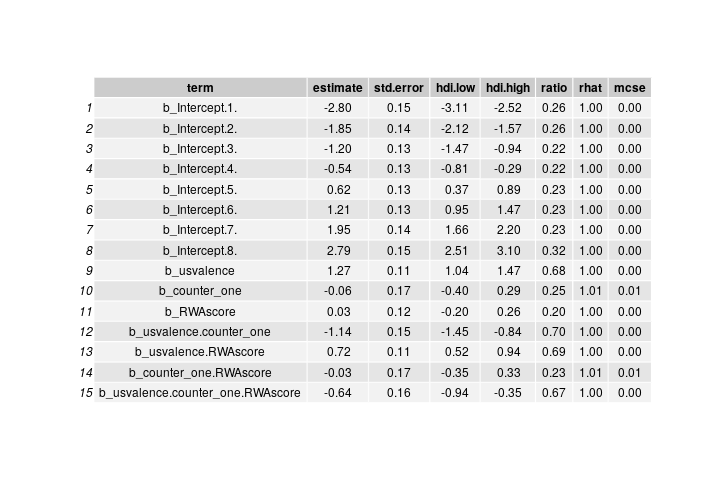 term estimate std.error hdi.low hdi.high ratio rhat mcse
1 b_Intercept.1. -2.80 0.15 -3.11 -2.52 0.26 1.00 0.00
2 b_Intercept.2. -1.85 0.14 -2.12 -1.57 0.26 1.00 0.00
3 b_Intercept.3. -1.20 0.13 -1.47 -0.94 0.22 1.00 0.00
4 b_Intercept.4. -0.54 0.13 -0.81 -0.29 0.22 1.00 0.00
5 b_Intercept.5. 0.62 0.13 0.37 0.89 0.23 1.00 0.00
6 b_Intercept.6. 1.21 0.13 0.95 1.47 0.23 1.00 0.00
7 b_Intercept.7. 1.95 0.14 1.66 2.20 0.23 1.00 0.00
8 b_Intercept.8. 2.79 0.15 2.51 3.10 0.32 1.00 0.00
9 b_usvalence 1.27 0.11 1.04 1.47 0.68 1.00 0.00
10 b_counter_one -0.06 0.17 -0.40 0.29 0.25 1.01 0.01
11 b_RWAscore 0.03 0.12 -0.20 0.26 0.20 1.00 0.00
12 b_usvalence.counter_one -1.14 0.15 -1.45 -0.84 0.70 1.00 0.00
13 b_usvalence.RWAscore 0.72 0.11 0.52 0.94 0.69 1.00 0.00
14 b_counter_one.RWAscore -0.03 0.17 -0.35 0.33 0.23 1.01 0.01
15 b_usvalence.counter_one.RWAscore -0.64 0.16 -0.94 -0.35 0.67 1.00 0.00